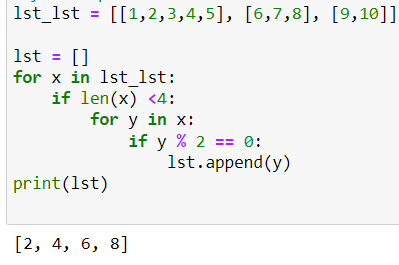 lst_lst = [[1,2,3,4,5], [6,7,8], [9,10]]
lst = []
for x in lst_lst:
    if len(x) <4:
        for y in x:
            if y % 2 == 0:
                lst.append(y)
print(lst)
[2, 4, 6, 8]